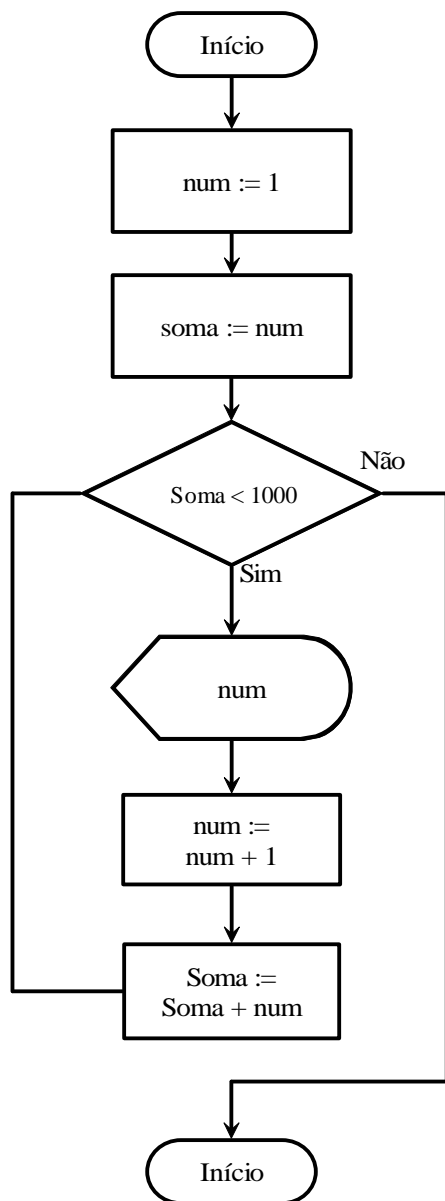 Início
num := 1
soma := num
Não
Soma < 1000
Sim
num
num :=
num + 1
Soma :=
Soma + num
Início